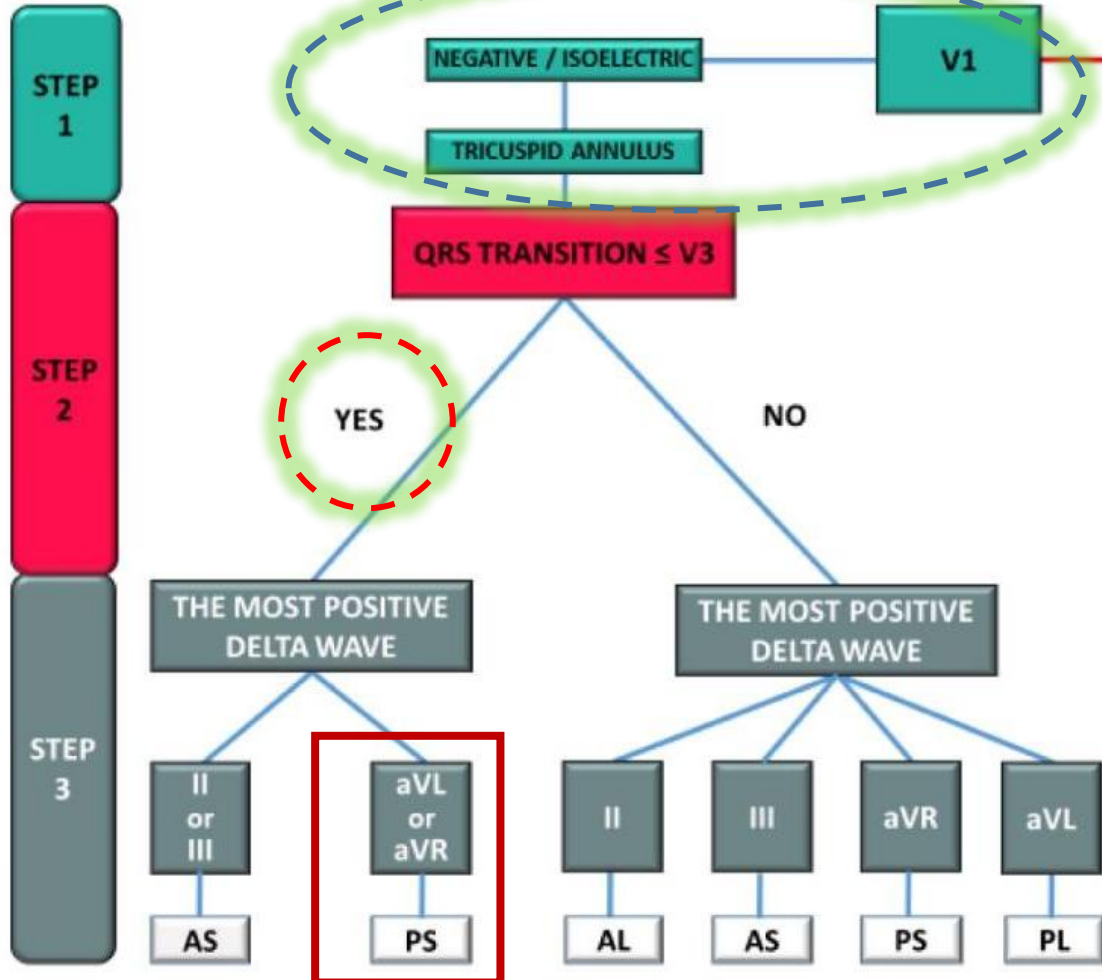 STEP
1
NEGATIVE / ISOELECTRIC
V1
TRICUSPID ANNULUS
STEP
2
QRS TRANSITION ≤ V3
YES
NO
STEP
3
THE MOST POSITIVE
DELTA WAVE
THE MOST POSITIVE
DELTA WAVE
II
or
III
aVL
or
aVR
II
III
aVR
aVL
AS
PS
AL
AS
PS
PL